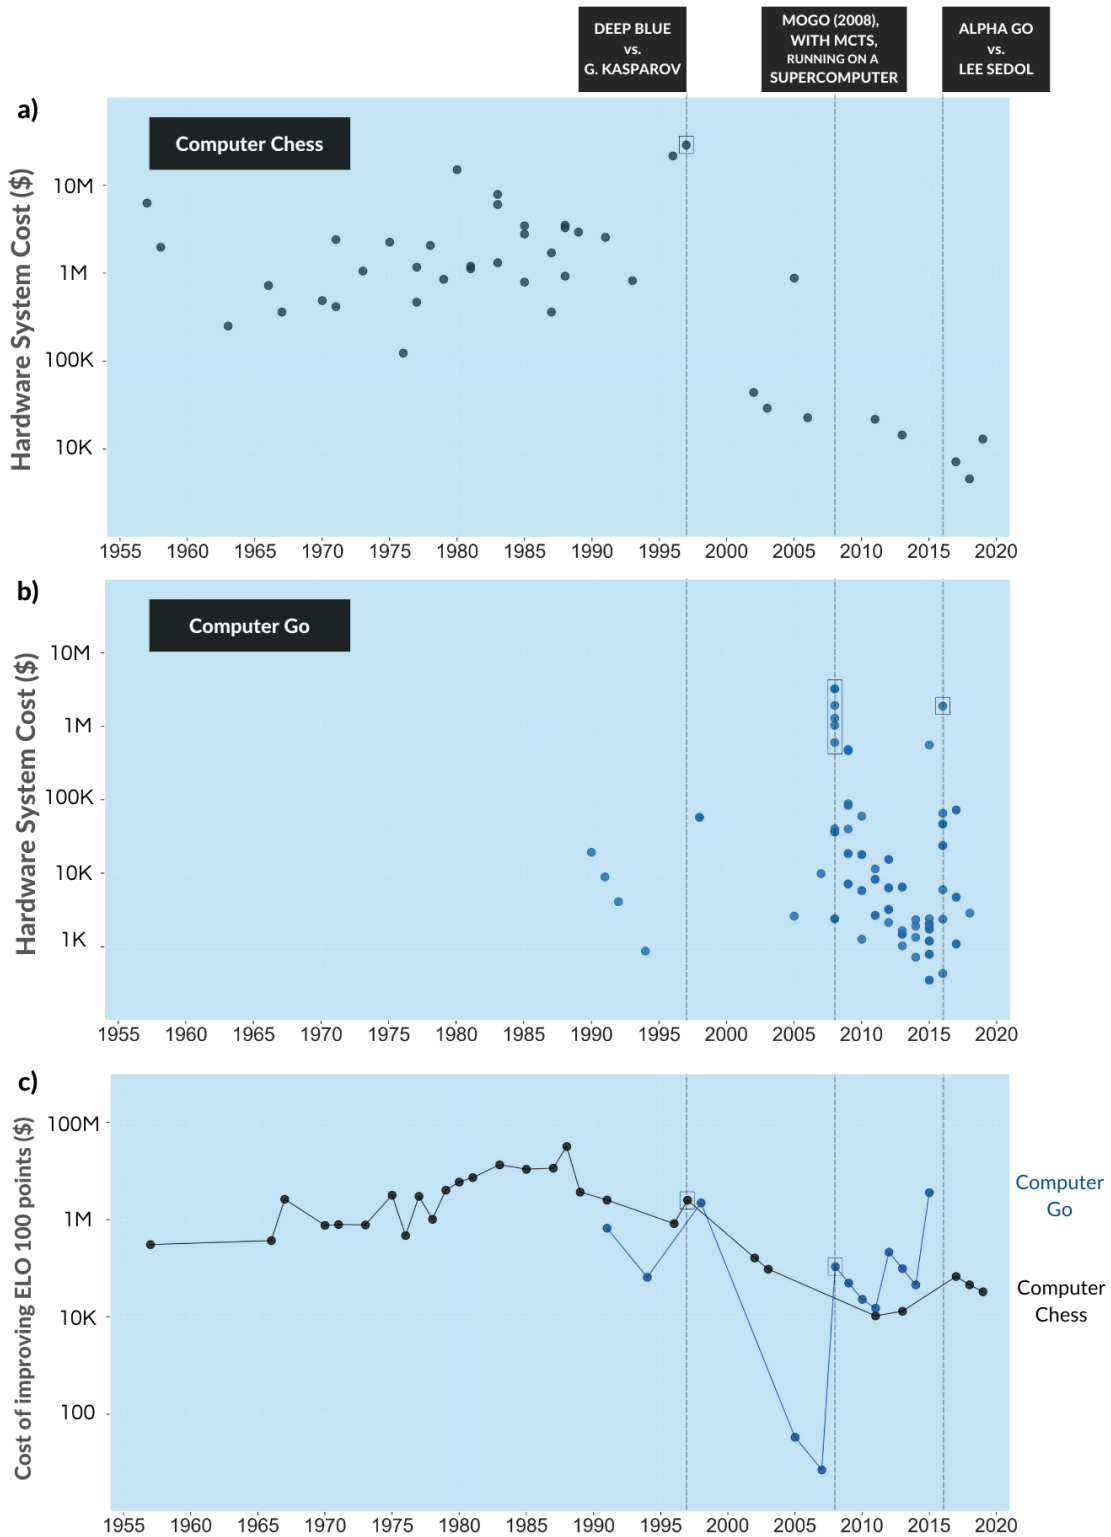 DEEP BLUE
vs.
G. KASPAROV
MOGO (2008),
WITH MCTS,
RUNNING ON A
SUPERCOMPUTER
ALPHA GO
vs.
LEE SEDOL
a)
Computer Chess
Hardware System Cost ($)
10M
1M
100K
10K
1955 1960 1965 1970 1975 1980 1985 1990 1995 2000 2005 2010 2015 2020
b)
Computer Go
Hardware System Cost ($)
10M
1M
100K
10K
1K
1955 1960 1965 1970 1975 1980 1985 1990 1995 2000 2005 2010 2015 2020
c)
Cost of improving ELO 100 points ($)
100M
1M
10K
100
Computer
Go
Computer
Chess
1955 1960 1965 1970 1975 1980 1985 1990 1995 2000 2005 2010 2015 2020